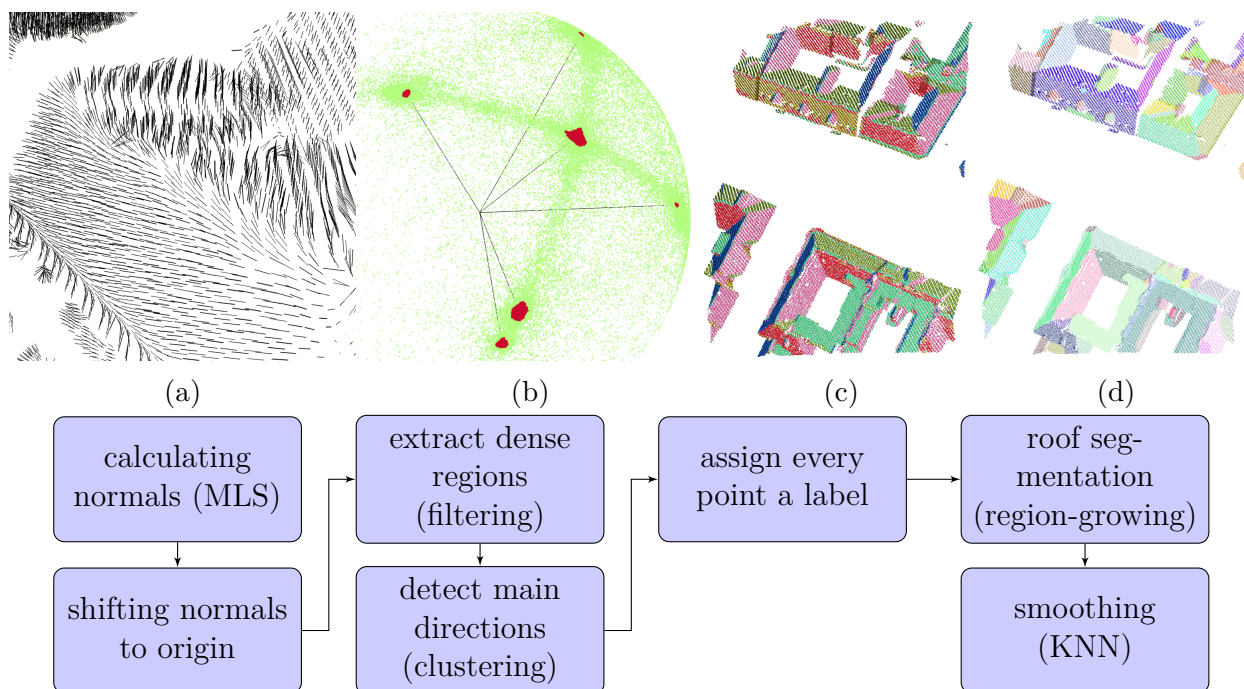 (a)
(b)
(c)
(d)
calculating
normals (MLS)
shifting normals
to origin
extract dense
regions
(filtering)
detect main
directions
(clustering)
assign every
point a label
roof seg-
mentation
(region-growing)
smoothing
(KNN)